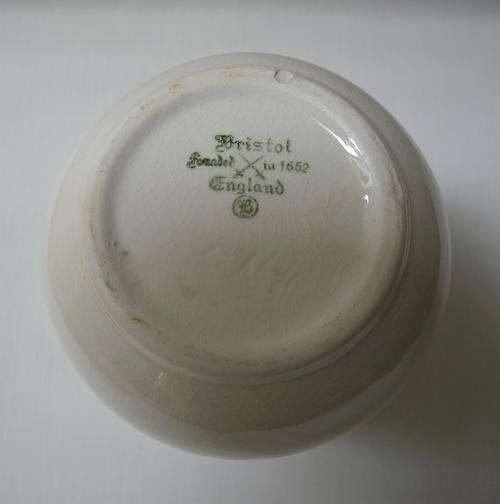 Bristol
Founded in 1652
England
B